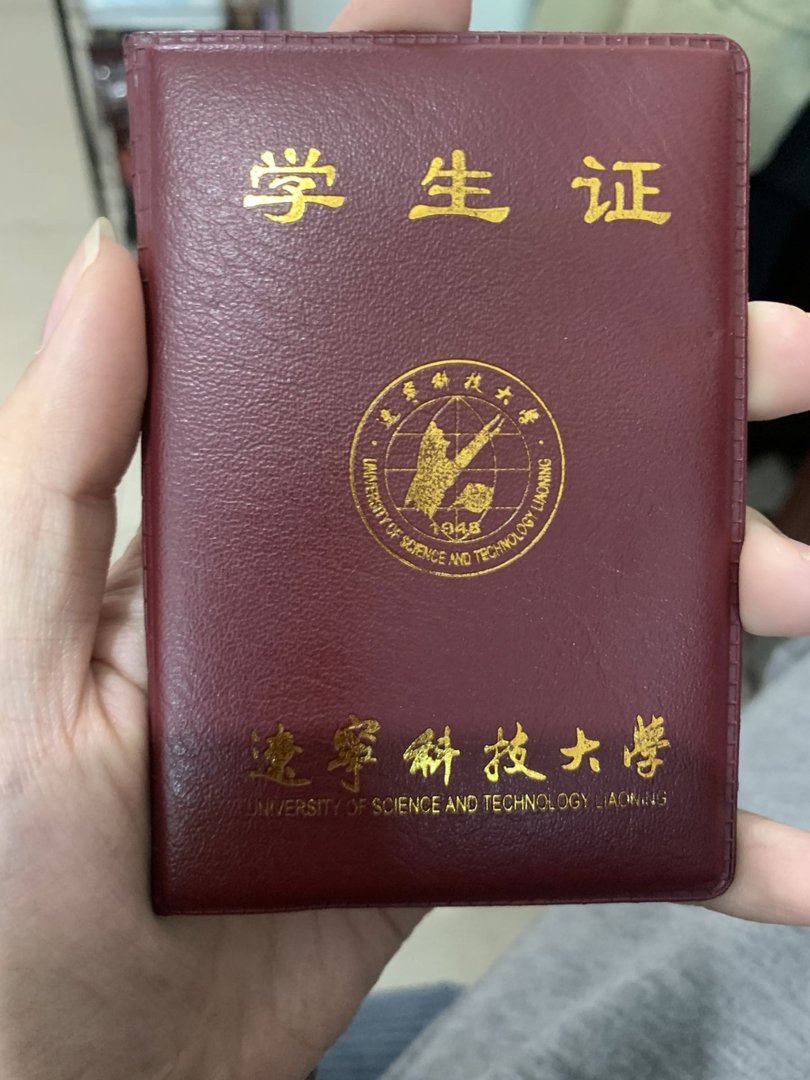 学生证
遼寧科技大學
UNIVERSITY OF SCIENCE AND TECHNOLOGY LIAONING
1948
遼寧科技大學
UNIVERSITY OF SCIENCE AND TECHNOLOGY LIAONING